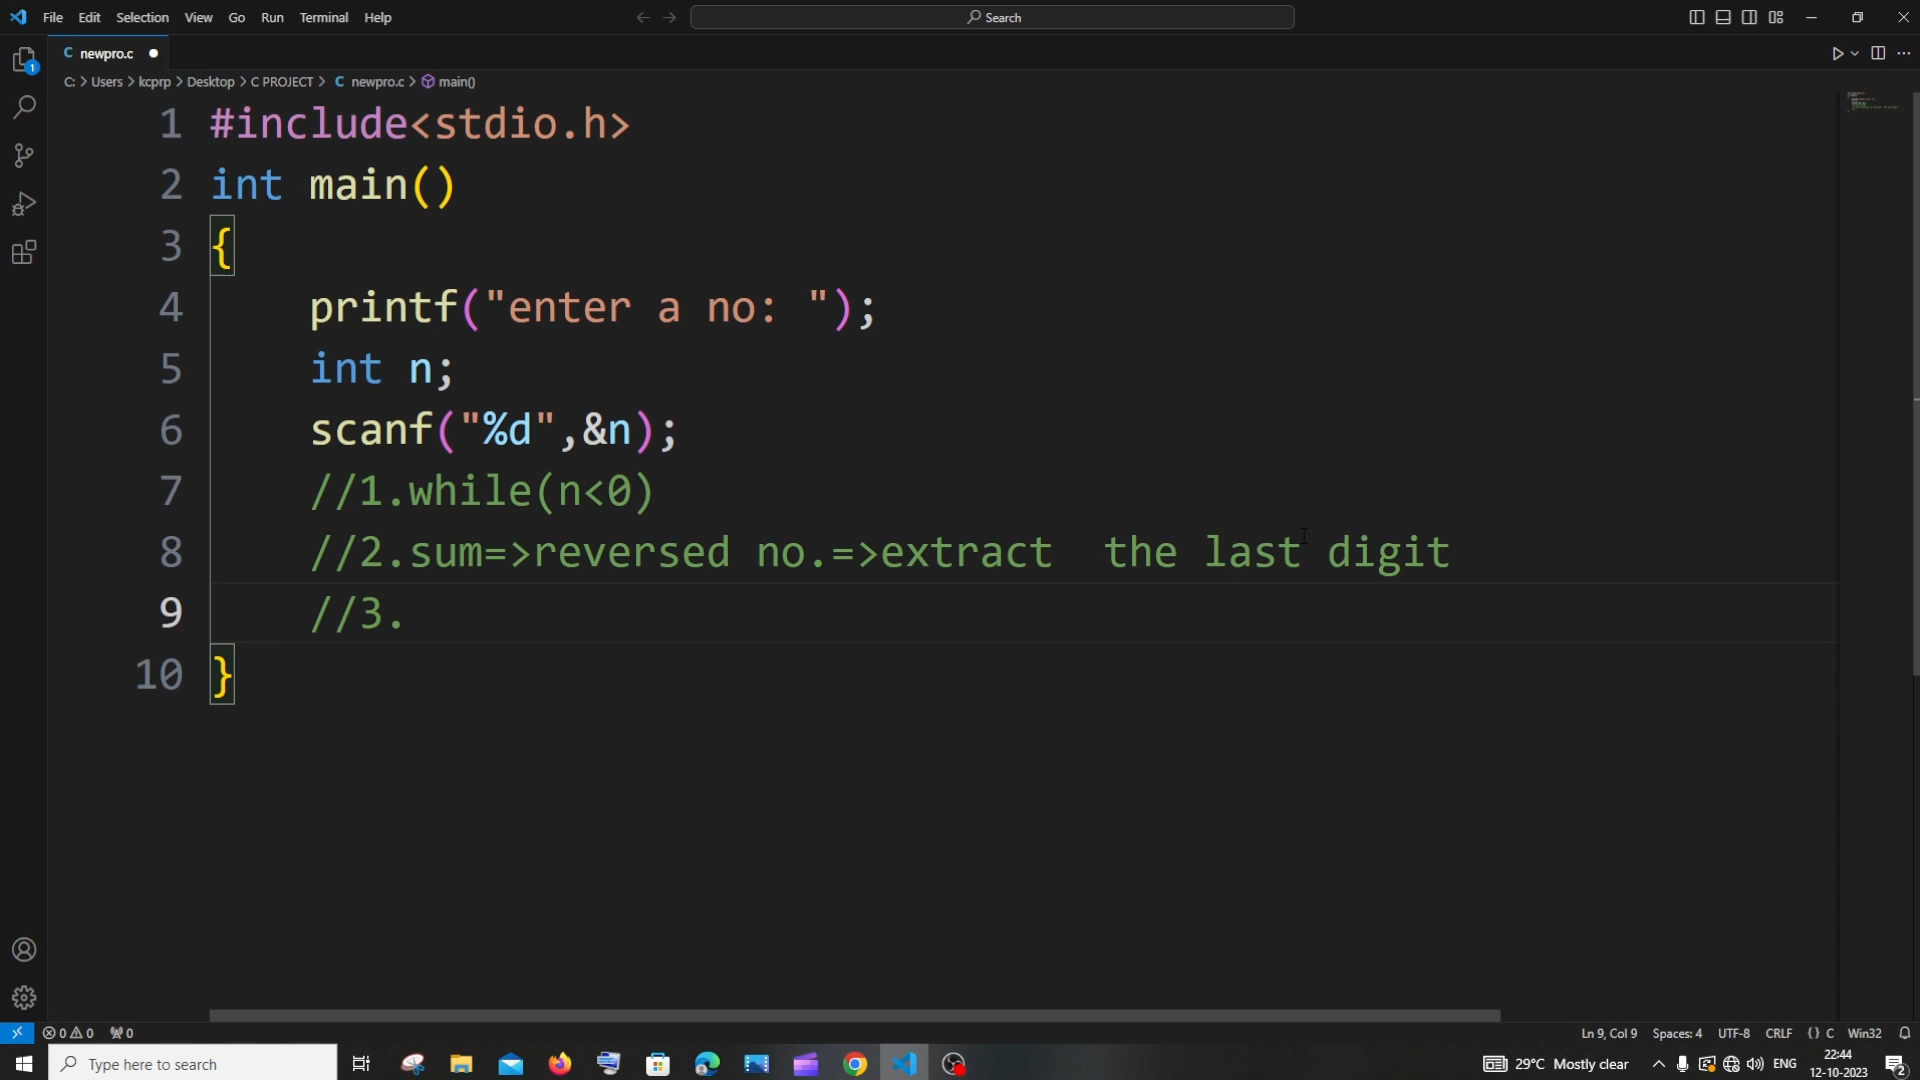 File Edit Selection View Go Run Terminal Help Search
C newpro.c
C: > Users > kcprp > Desktop > C PROJECT > C newpro.c > main()
1 #include<stdio.h>
2 int main()
3 {
4 printf("enter a no: ");
5 int n;
6 scanf("%d",&n);
7 //1.while(n<0)
8 //2.sum=>reversed no.=>extract  the last digit
9 //3.
10 }
1
0 0 0 Ln 9, Col 9 Spaces: 4 UTF-8 CRLF {} C Win32
Type here to search 29°C Mostly clear ENG 22:44
12-10-2023 2